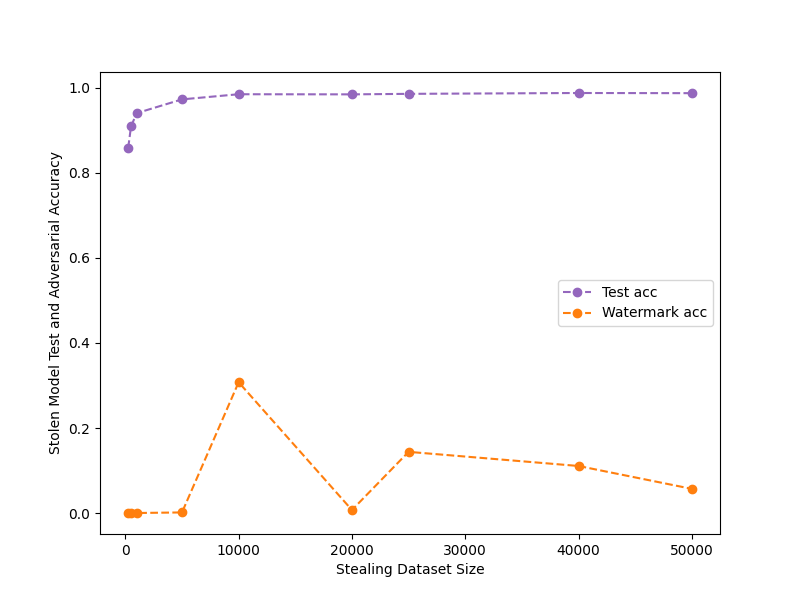 1.0
0.8
0.6
0.4
0.2
0.0
Stolen Model Test and Adversarial Accuracy
Test acc
Watermark acc
0 10000 20000 30000 40000 50000
Stealing Dataset Size